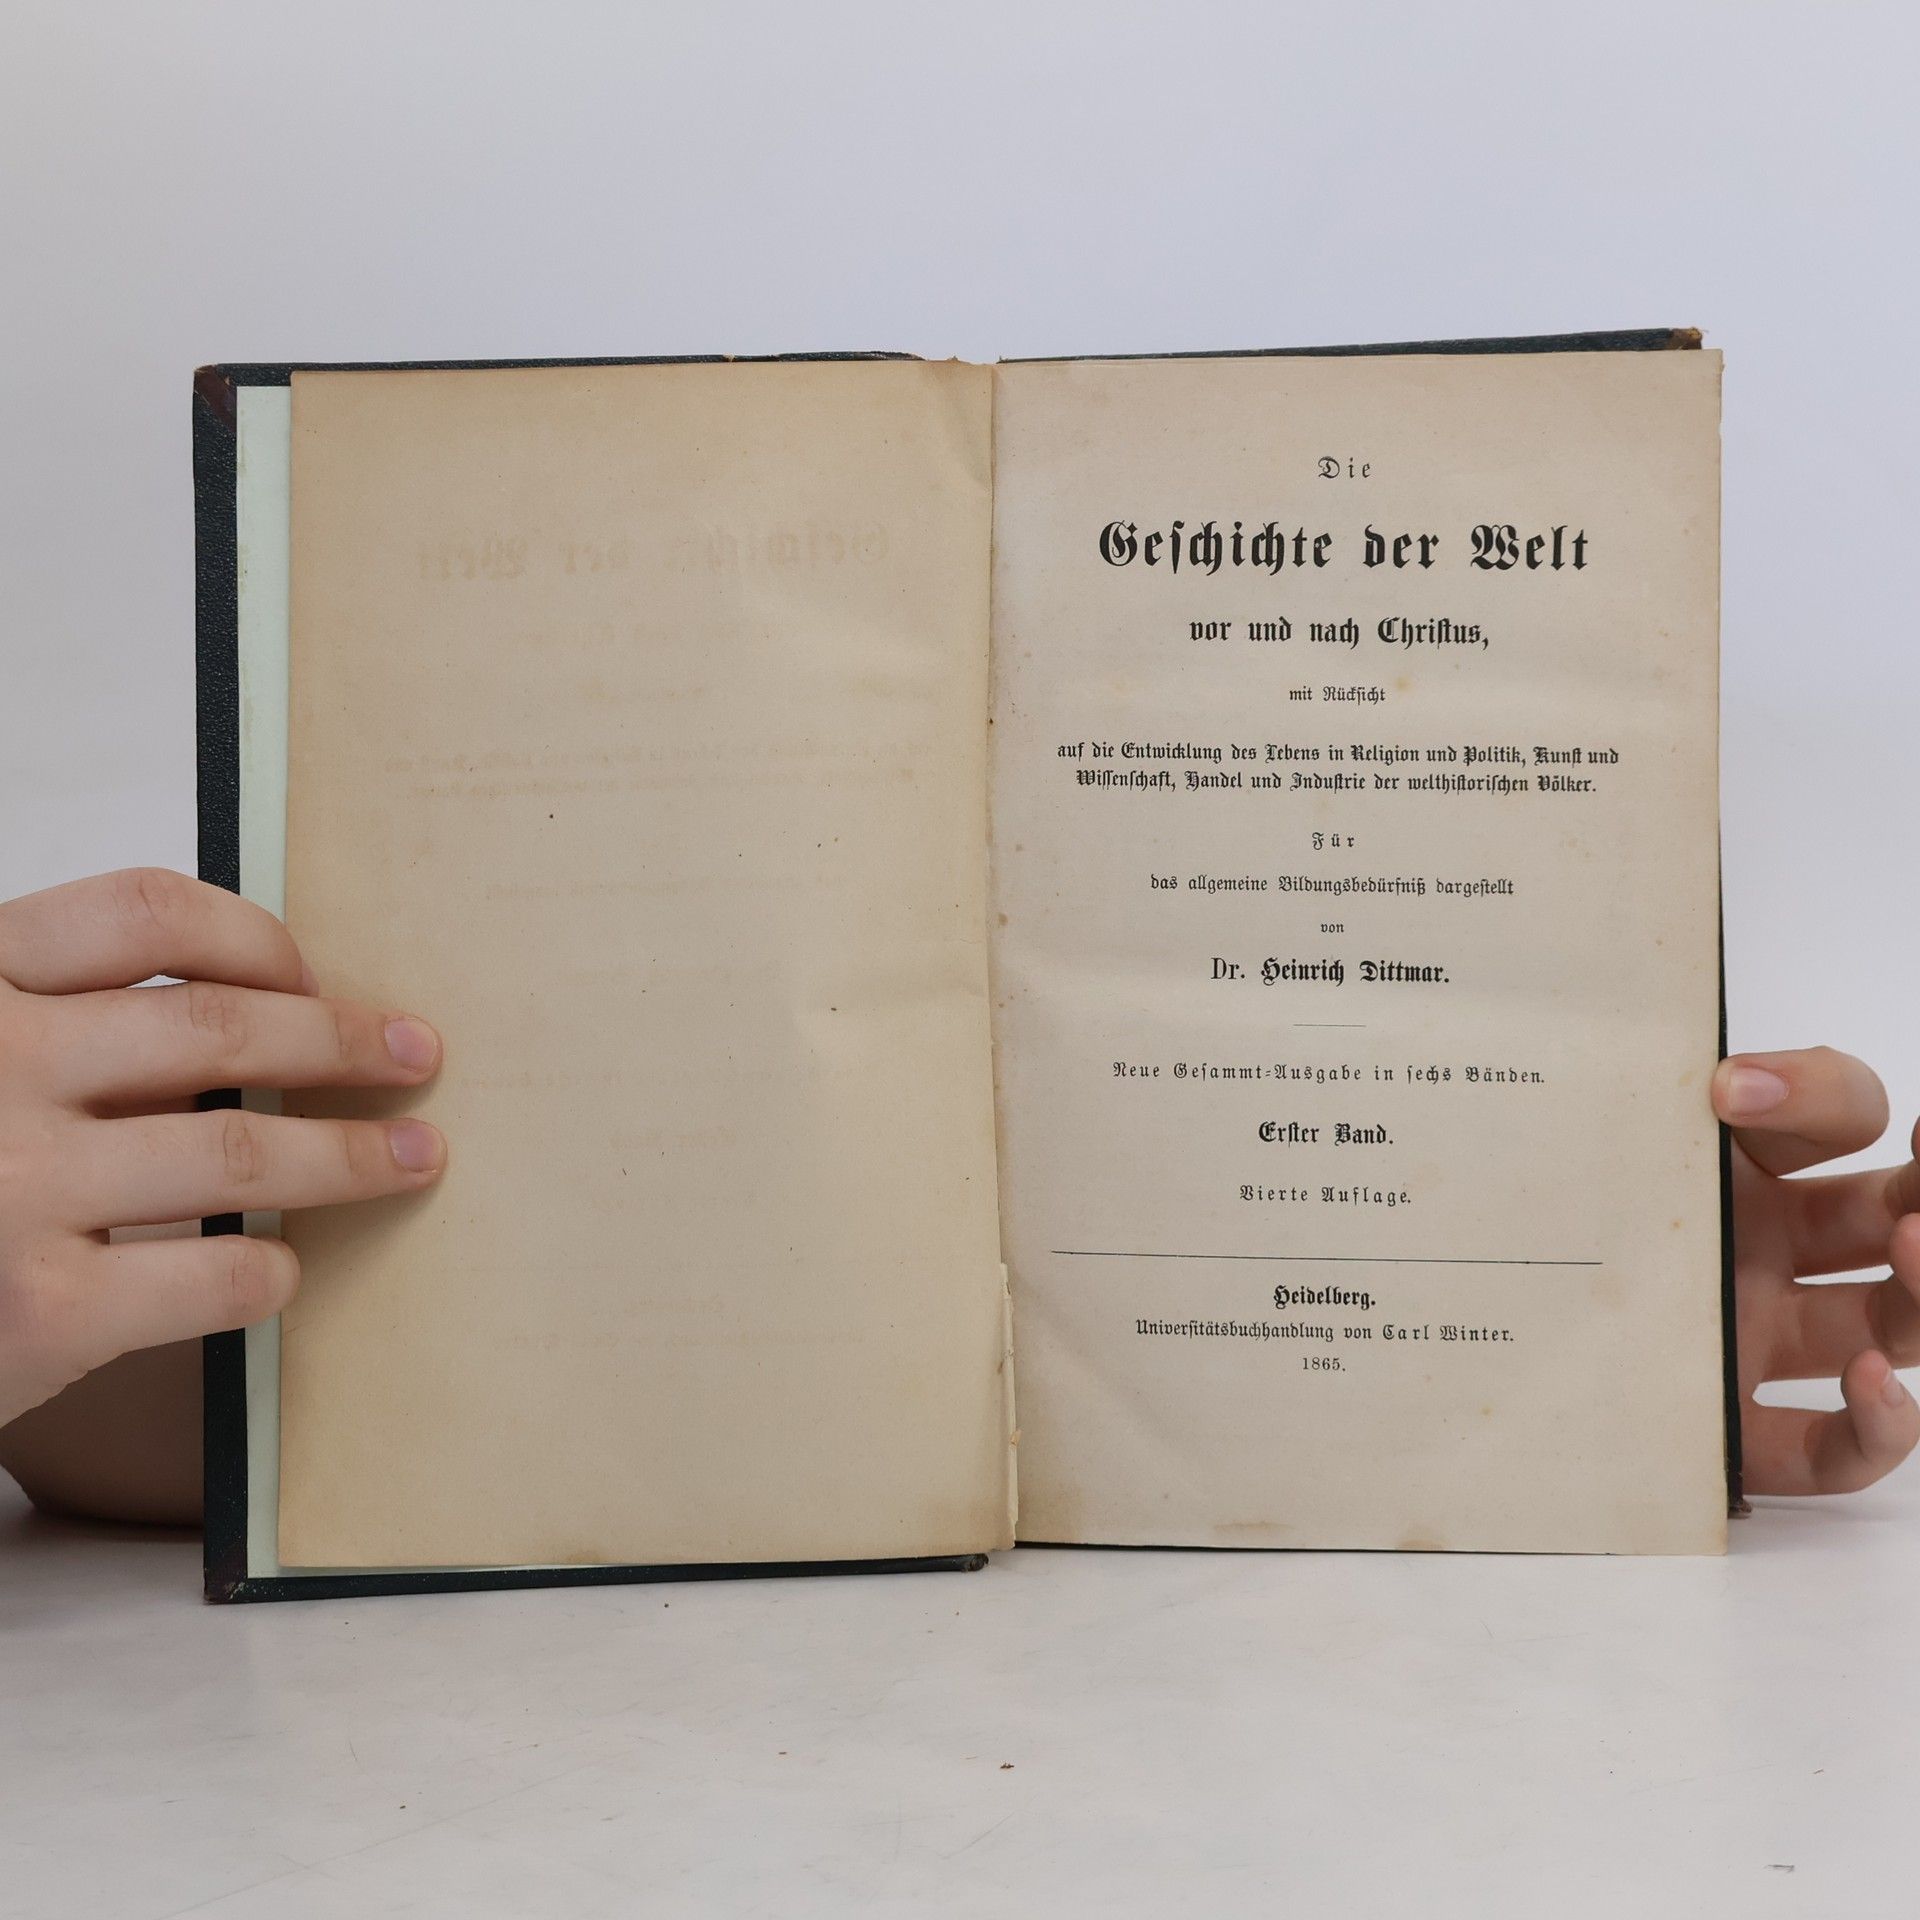 Die
Geſchichte der Welt
vor und nach Chriſtus,
mit Rückſicht
auf die Entwicklung des Lebens in Religion und Politik, Kunſt und
Wiſſenſchaft, Handel und Induſtrie der welthiſtoriſchen Völker.
Für
das allgemeine Bildungsbedürfniß dargeſtellt
von
Dr. Heinrich Dittmar.
Neue Geſammt-Ausgabe in ſechs Bänden.
Erſter Band.
Vierte Auflage.
Heidelberg.
Univerſitätsbuchhandlung von Carl Winter.
1865.